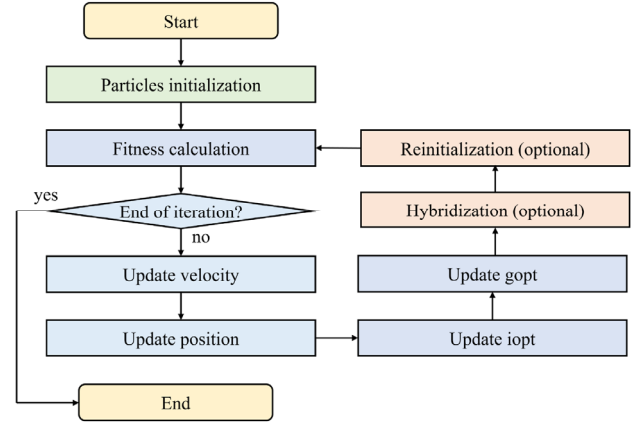 Start
Particles initialization
Fitness calculation
Reinitialization (optional)
yes
End of iteration?
Hybridization (optional)
no
Update velocity
Update gopt
Update position
Update iopt
End